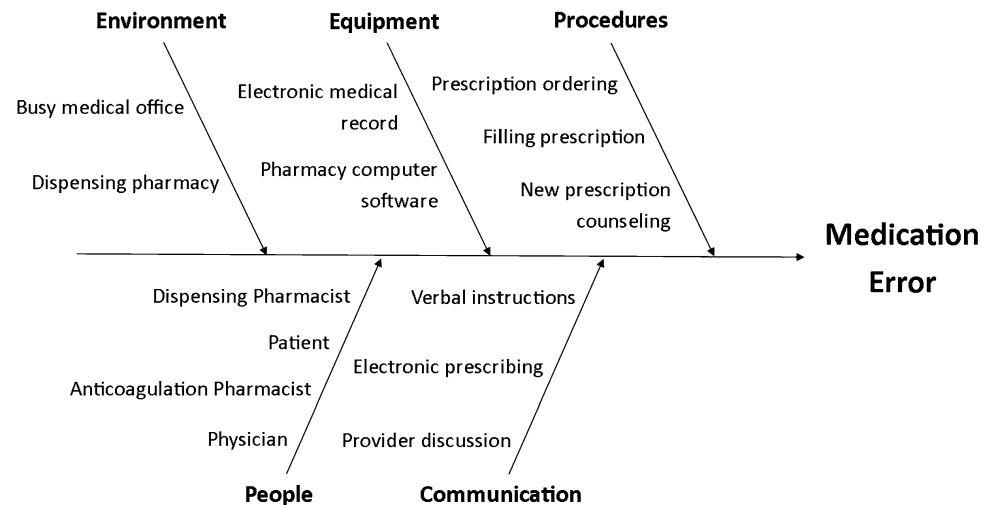 Environment
Equipment
Procedures
Busy medical office
Dispensing pharmacy
Electronic medical
record
Pharmacy computer
software
Prescription ordering
Filling prescription
New prescription
counseling
Medication
Error
Dispensing Pharmacist
Patient
Anticoagulation Pharmacist
Physician
Verbal instructions
Electronic prescribing
Provider discussion
People
Communication